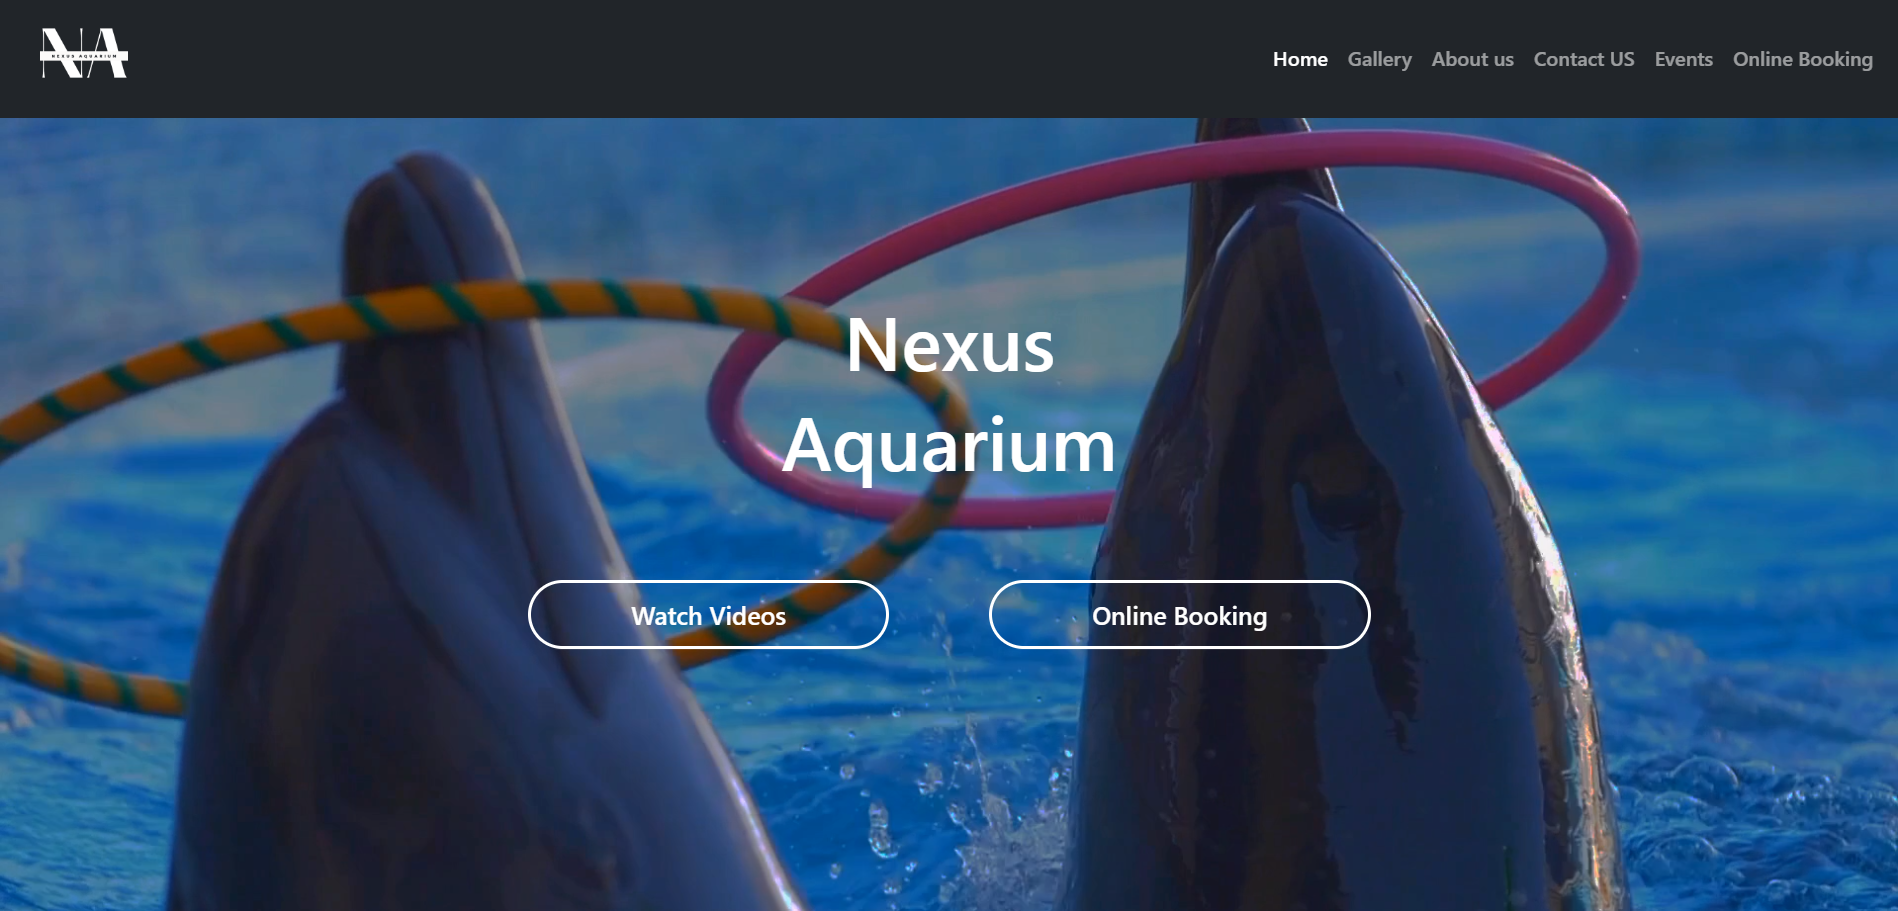 NA
NEXUS AQUARIUM
Home Gallery About us Contact US Events Online Booking
Nexus
Aquarium
Watch Videos Online Booking